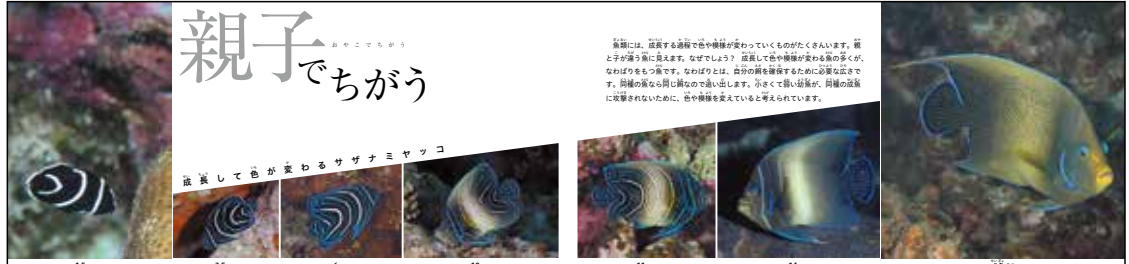 親子でちがう
おやこでちがう
魚類には、成長する過程で色や模様が変わっていくものがたくさんいます。親
と子が違う魚に見えます。なぜでしょう？ 成長して色や模様が変わる魚の多くが、
なわばりをもつ魚です。なわばりとは、自分の餌を確保するために必要な広さで
す。同種の魚なら同じ餌なので追い出します。小さくて弱い幼魚が、同種の成魚
に攻撃されないために、色や模様を変えていると考えられています。
成長して色が変わるサザナミヤッコ